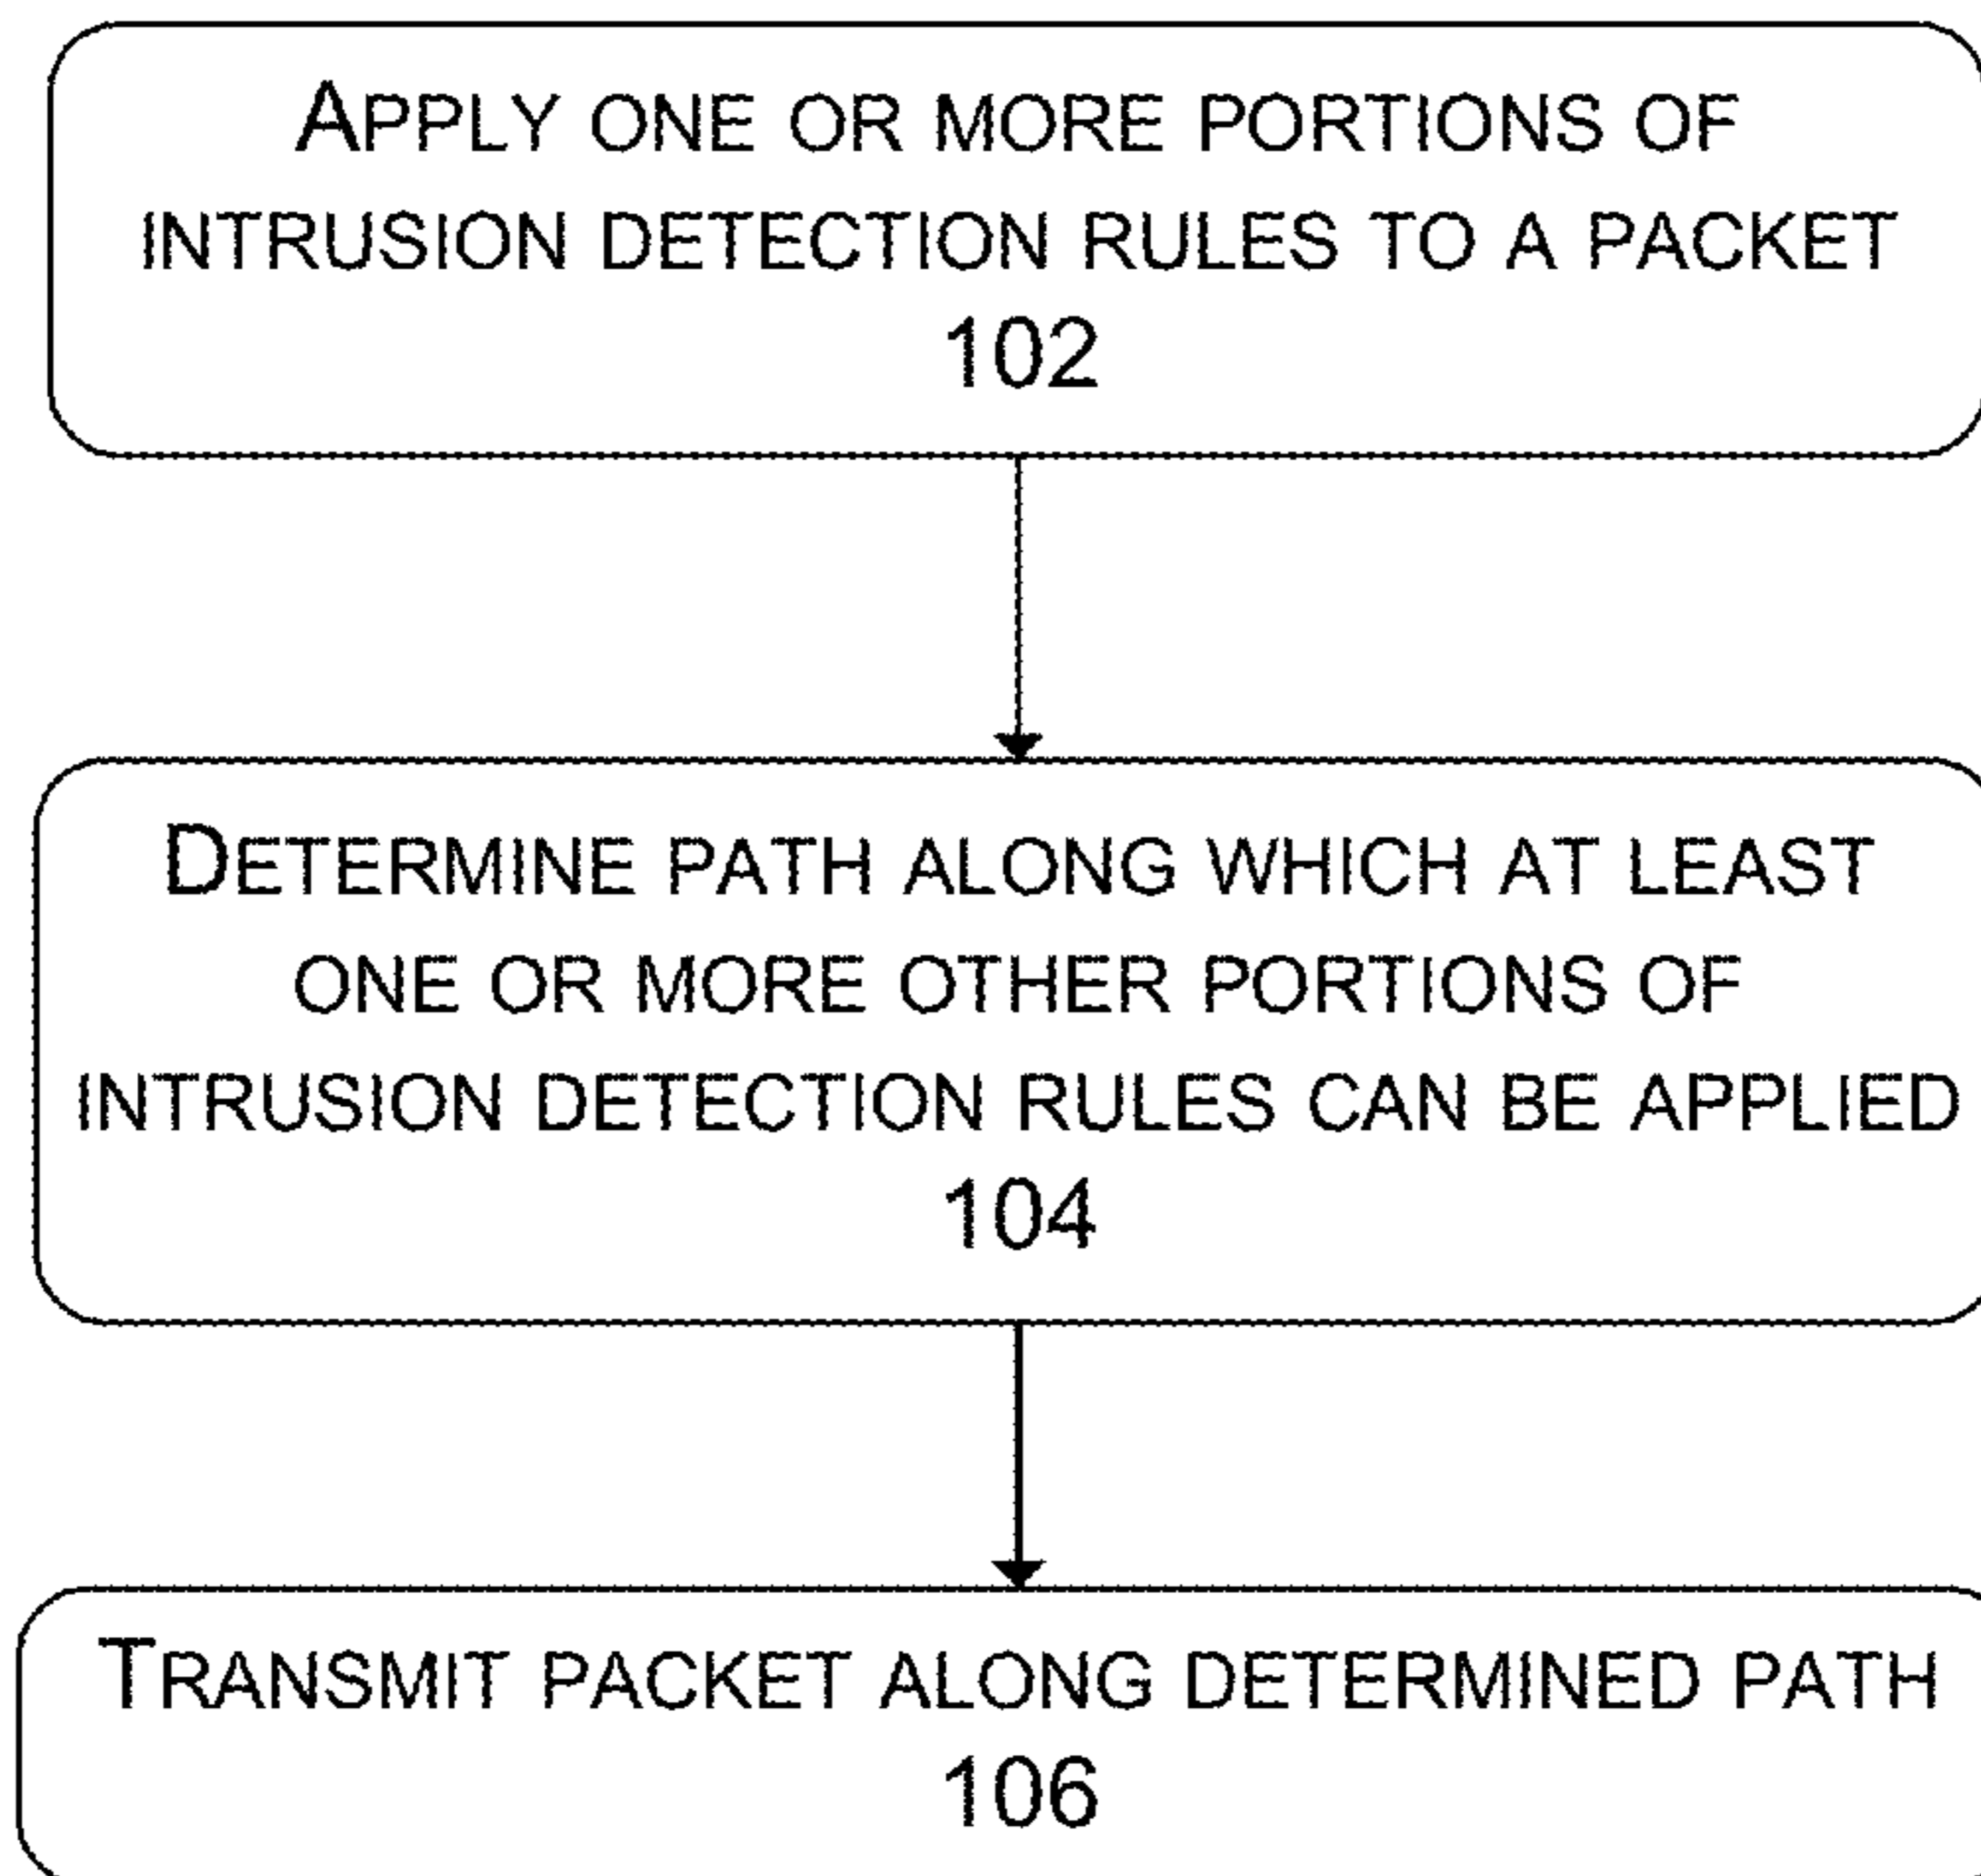 APPLY ONE OR MORE PORTIONS OF
INTRUSION DETECTION RULES TO A PACKET
102
DETERMINE PATH ALONG WHICH AT LEAST
ONE OR MORE OTHER PORTIONS OF
INTRUSION DETECTION RULES CAN BE APPLIED
104
TRANSMIT PACKET ALONG DETERMINED PATH
106